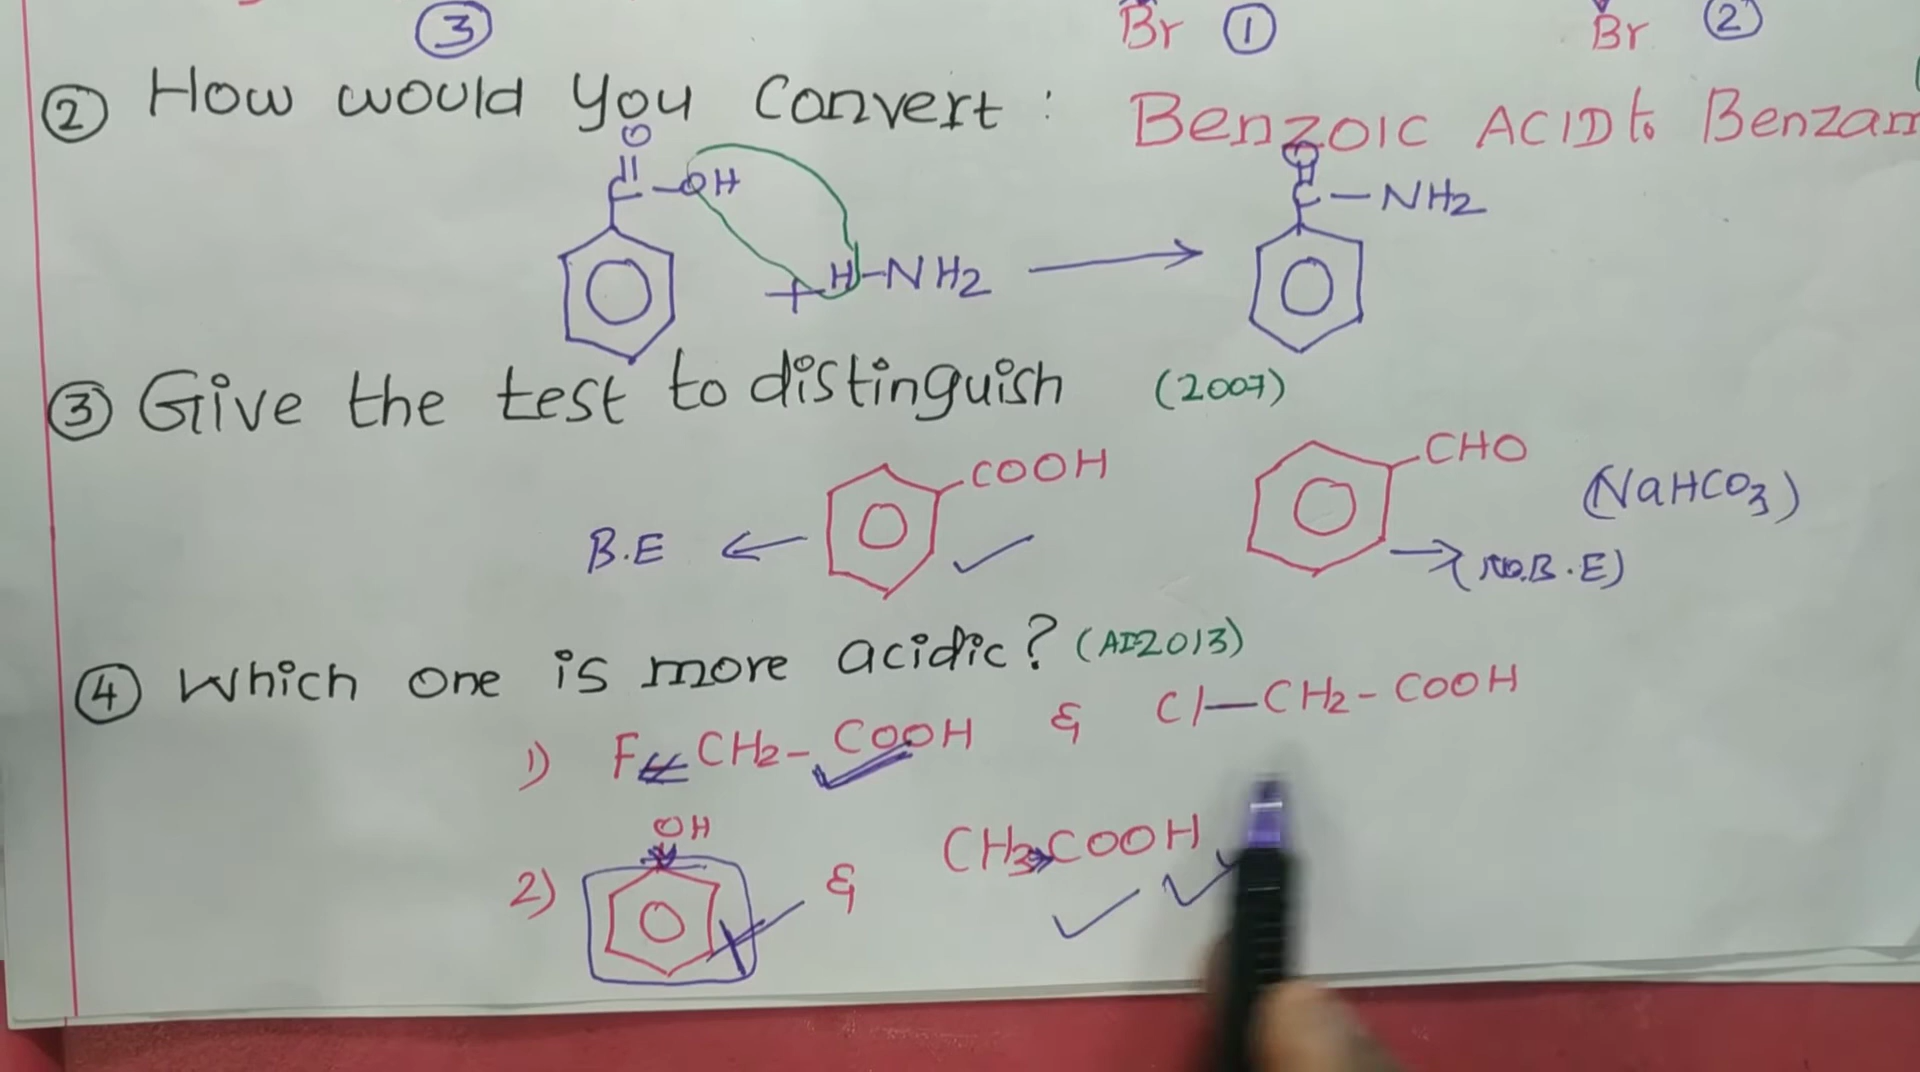 ③ Br ① Br ②
② How would you convert : Benzoic ACID to Benzam
O
||
C-OH
+ H-NH2 →
O
||
C-NH2
③ Give the test to distinguish (2007)
COOH
B.E ←
CHO
(NaHCO3)
→ (NO.B.E)
④ Which one is more acidic? (AI2013)
1) F CH2-COOH & Cl-CH2-COOH
OH
2) & CH3COOH